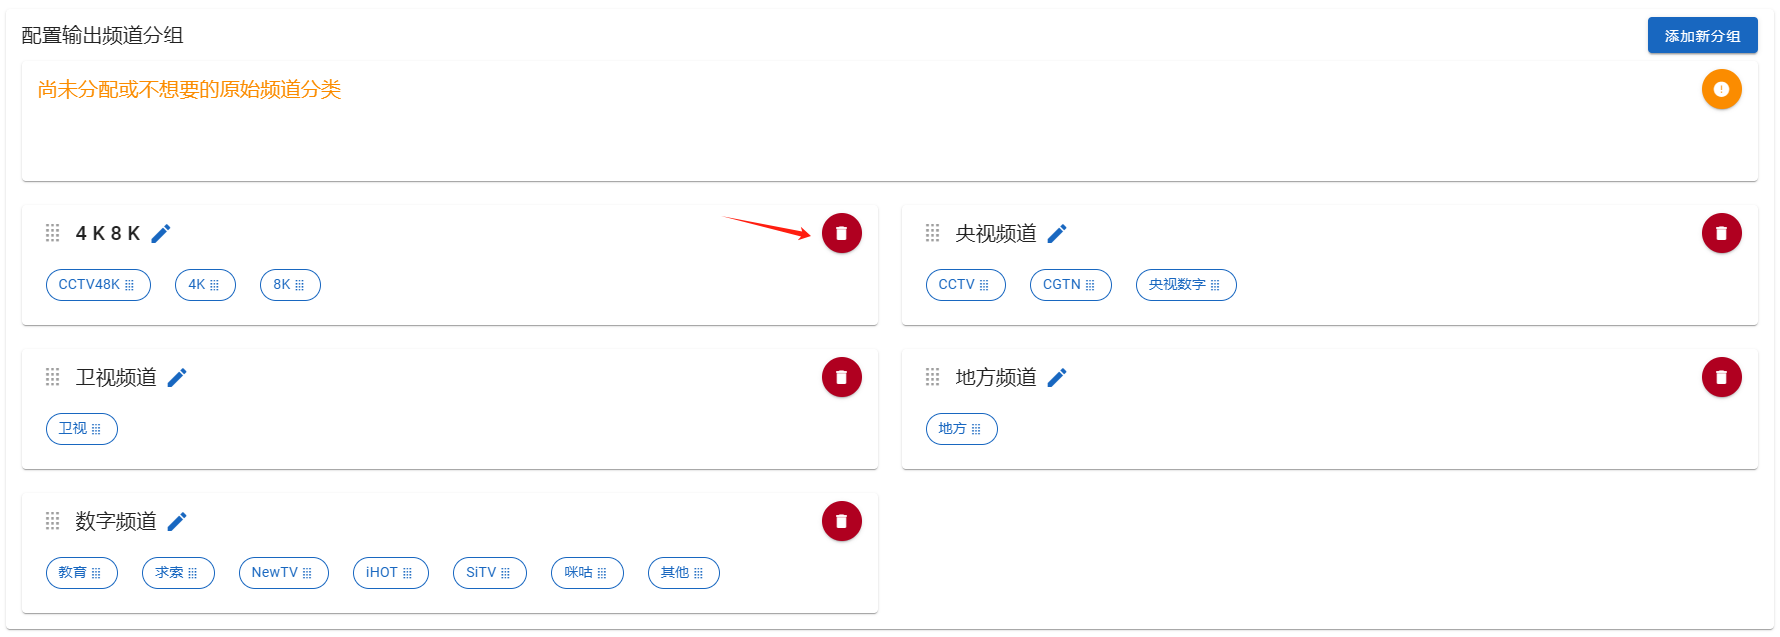 配置输出频道分组
添加新分组
尚未分配或不想要的原始频道分类
4K8K
CCTV48K
4K
8K
央视频道
CCTV
CGTN
央视数字
卫视频道
卫视
地方频道
地方
数字频道
教育
求索
NewTV
iHOT
SiTV
咪咕
其他